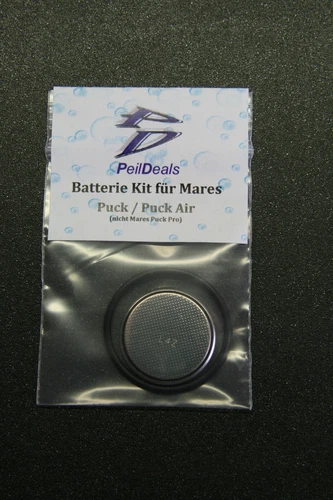 PD
PeilDeals
Batterie Kit für Mares
Puck / Puck Air
(nicht Mares Puck Pro)